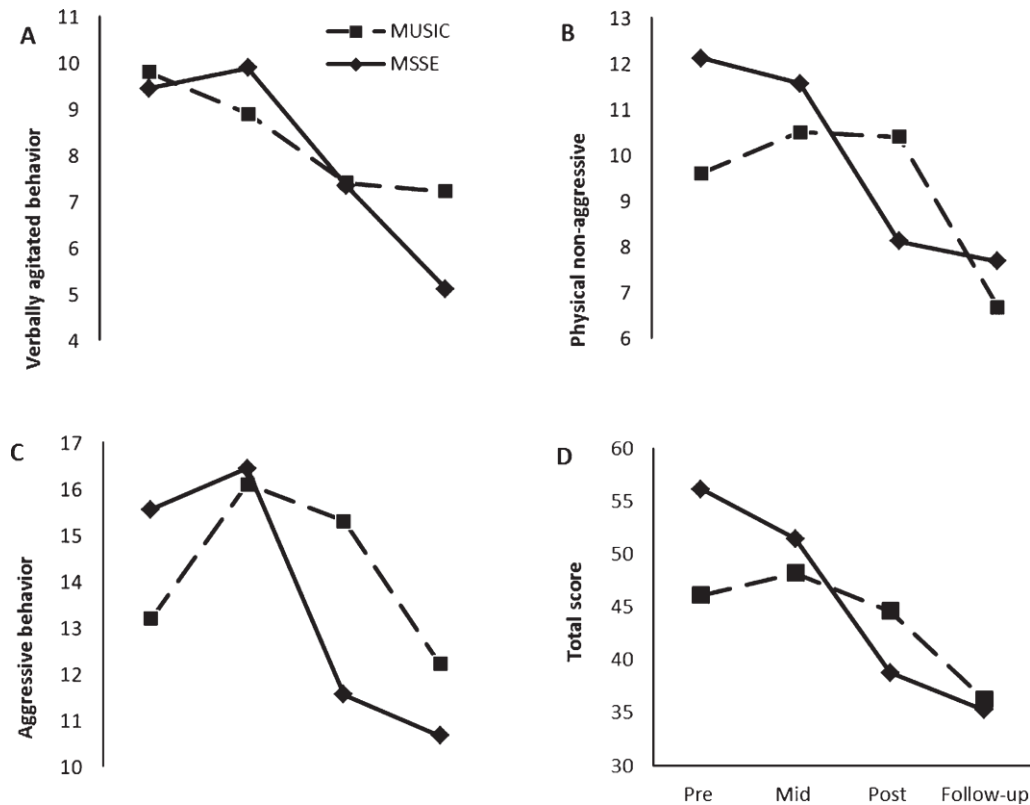 A
Verbally agitated behavior
11
10
9
8
7
6
5
4
MUSIC
MSSE
B
Physical non-aggressive
13
12
11
10
9
8
7
6
C
Aggressive behavior
17
16
15
14
13
12
11
10
D
Total score
60
55
50
45
40
35
30
Pre Mid Post Follow-up